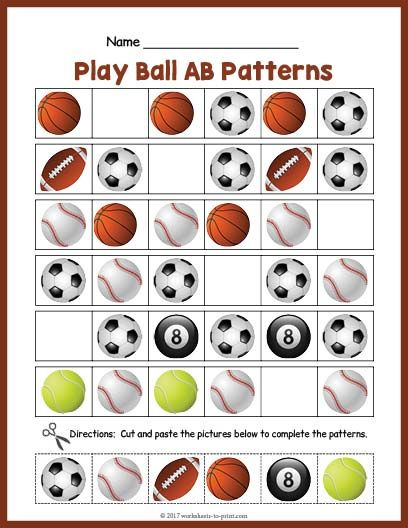 Name ____________________
Play Ball AB Patterns
8 8
Directions: Cut and paste the pictures below to complete the patterns.
8
© 2017 worksheets-to-print.com